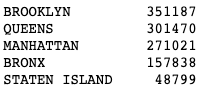 BROOKLYN 351187
QUEENS 301470
MANHATTAN 271021
BRONX 157838
STATEN ISLAND 48799